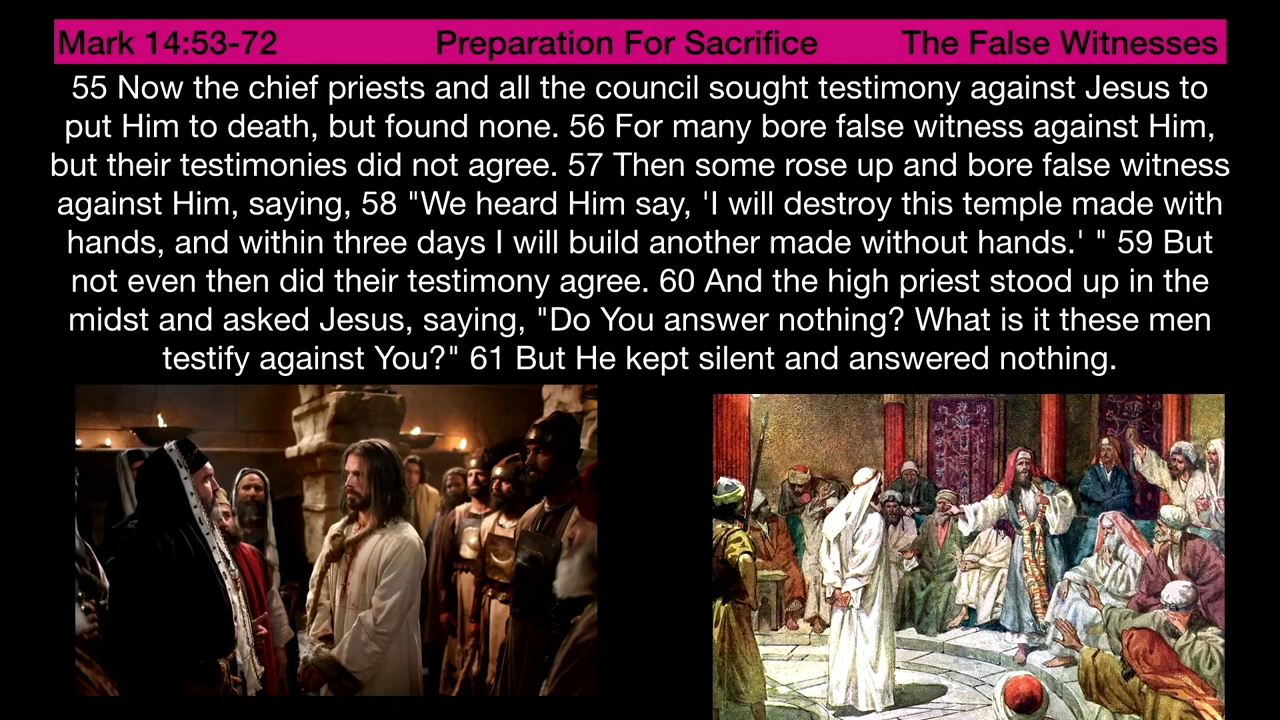 Mark 14:53-72 Preparation For Sacrifice The False Witnesses
55 Now the chief priests and all the council sought testimony against Jesus to
put Him to death, but found none. 56 For many bore false witness against Him,
but their testimonies did not agree. 57 Then some rose up and bore false witness
against Him, saying, 58 "We heard Him say, 'I will destroy this temple made with
hands, and within three days I will build another made without hands.' " 59 But
not even then did their testimony agree. 60 And the high priest stood up in the
midst and asked Jesus, saying, "Do You answer nothing? What is it these men
testify against You?" 61 But He kept silent and answered nothing.